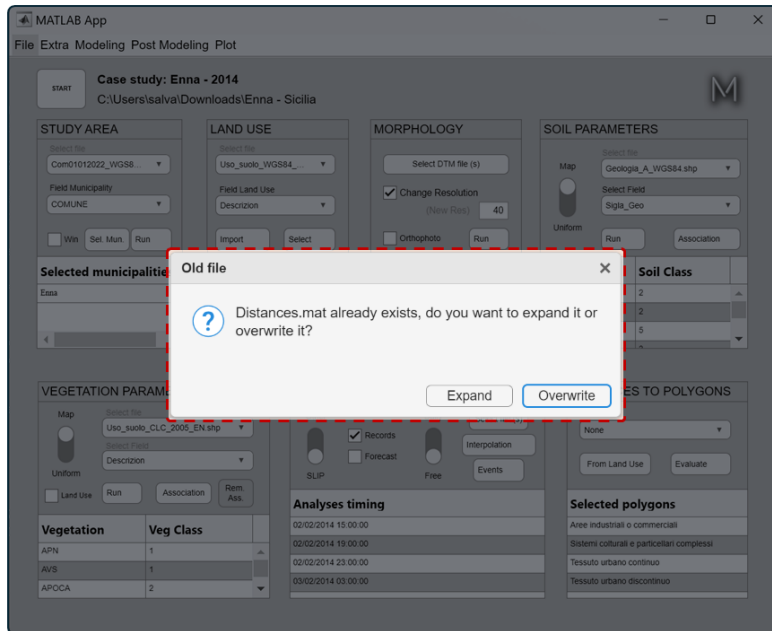 MATLAB App
File Extra Modeling Post Modeling Plot
START
Case study: Enna - 2014
C:\Users\salva\Downloads\Enna - Sicilia
M
STUDY AREA
Select file
Com01012022_WGS8...
Field Municipality
COMUNE
Win
Sel. Mun.
Run
LAND USE
Select file
Uso_suolo_WGS84_...
Field Land Use
Descrizion
Import
Select
MORPHOLOGY
Select DTM file (s)
Change Resolution
(New Res)
40
Orthophoto
Run
SOIL PARAMETERS
Map
Uniform
Select file
Geologia_A_WGS84.shp
Select Field
Sigla_Geo
Run
Association
Selected municipalitie
Enna
Soil Class
2
2
5
Old file
Distances.mat already exists, do you want to expand it or
overwrite it?
Expand
Overwrite
VEGETATION PARAM
Map
Uniform
Select file
Uso_suolo_CLC_2005_EN.shp
Select Field
Descrizion
Land Use
Run
Association
Rem.
Ass.
Vegetation
Veg Class
APN
1
AVS
1
APOCA
2
SLIP
Records
Forecast
Free
Interpolation
Events
Analyses timing
02/02/2014 15:00:00
02/02/2014 19:00:00
02/02/2014 23:00:00
03/02/2014 03:00:00
ES TO POLYGONS
None
From Land Use
Evaluate
Selected polygons
Aree industriali o commerciali
Sistemi colturali e particellari complessi
Tessuto urbano continuo
Tessuto urbano discontinuo